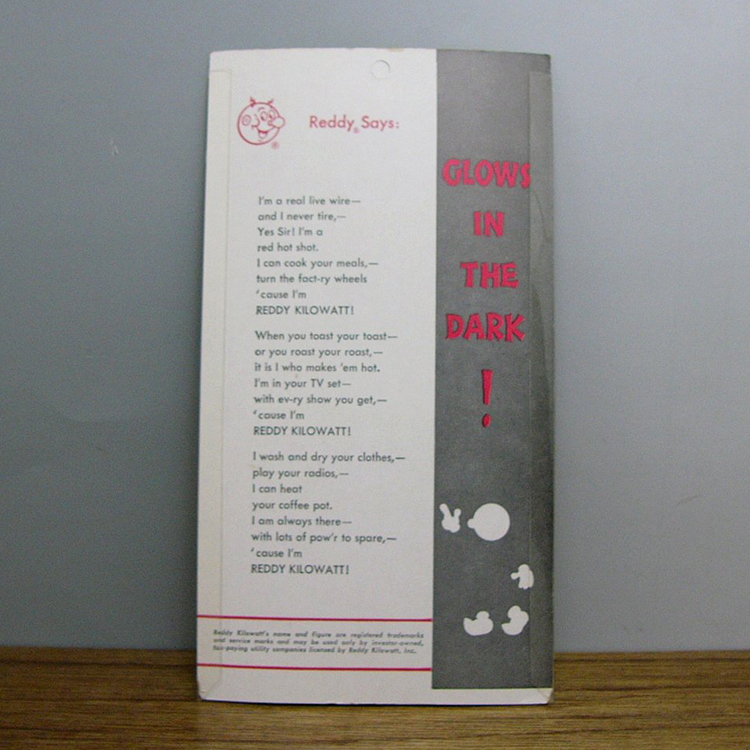 Reddy® Says:
®
I'm a real live wire—
and I never tire,—
Yes Sir! I'm a
red hot shot.
I can cook your meals,—
turn the fact-ry wheels
'cause I'm
REDDY KILOWATT!
When you toast your toast—
or you roast your roast,—
it is I who makes 'em hot.
I'm in your TV set—
with ev-ry show you get,—
'cause I'm
REDDY KILOWATT!
I wash and dry your clothes,—
play your radios,—
I can heat
your coffee pot.
I am always there—
with lots of pow'r to spare,—
'cause I'm
REDDY KILOWATT!
Reddy Kilowatt's name and figure are registered trademarks
and service marks and may be used only by investor-owned,
tax-paying utility companies licensed by Reddy Kilowatt, Inc.
GLOWS
IN
THE
DARK
!